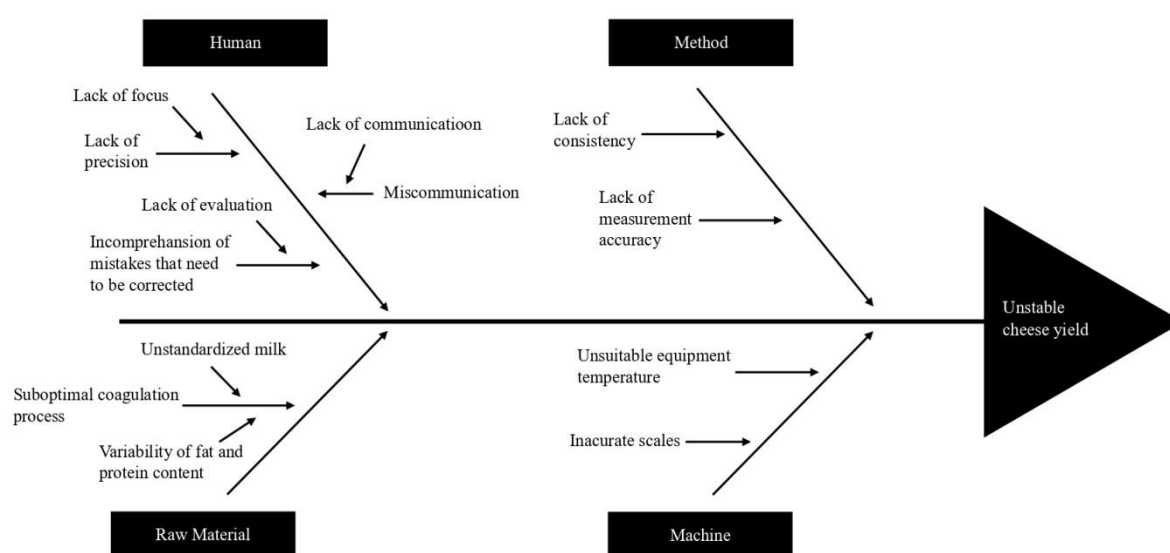 Human
Method
Lack of focus
Lack of
precision
Lack of communicatioon
Miscommunication
Lack of evaluation
Incomprehansion of
mistakes that need
to be corrected
Lack of
consistency
Lack of
measurement
accuracy
Unstable
cheese yield
Unstandardized milk
Suboptimal coagulation
process
Variability of fat and
protein content
Unsuitable equipment
temperature
Inacurate scales
Raw Material
Machine